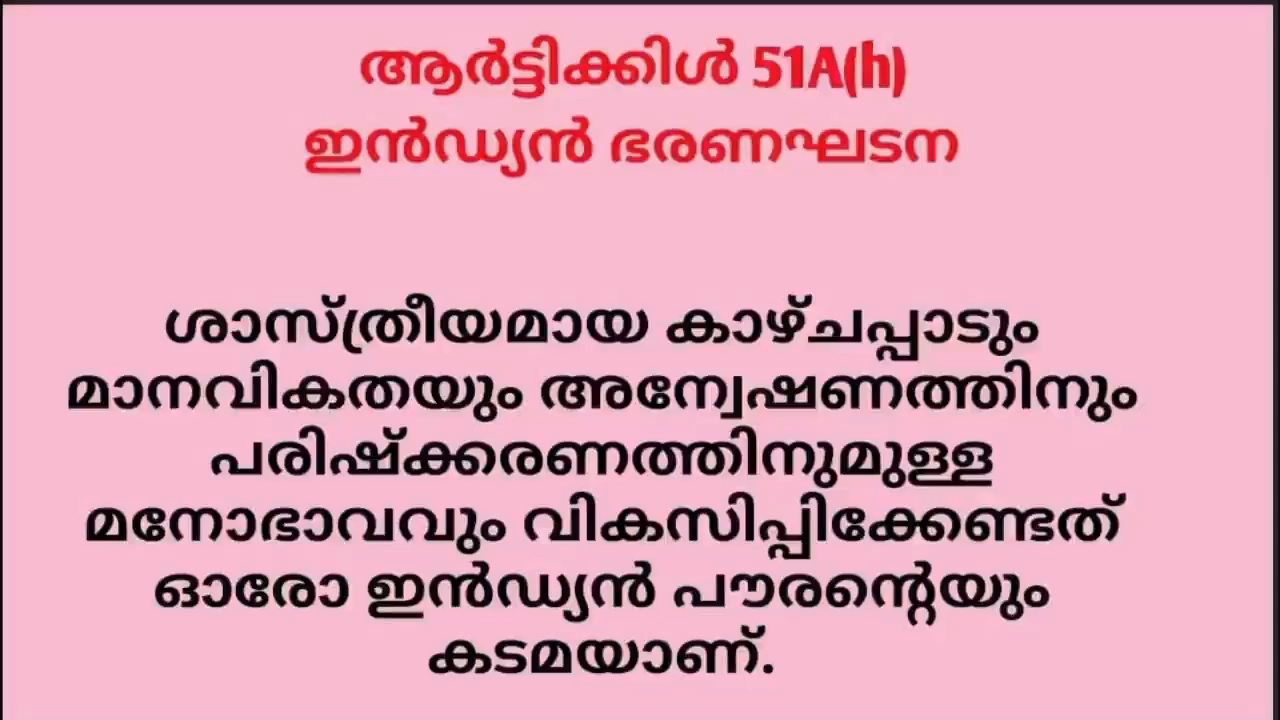 ആർട്ടിക്കിൾ 51A(h)
ഇൻഡ്യൻ ഭരണഘടന
ശാസ്ത്രീയമായ കാഴ്ചപ്പാടും
മാനവികതയും അന്വേഷണത്തിനും
പരിഷ്ക്കരണത്തിനുമുള്ള
മനോഭാവവും വികസിപ്പിക്കേണ്ടത്
ഓരോ ഇൻഡ്യൻ പൗരന്റെയും
കടമയാണ്.